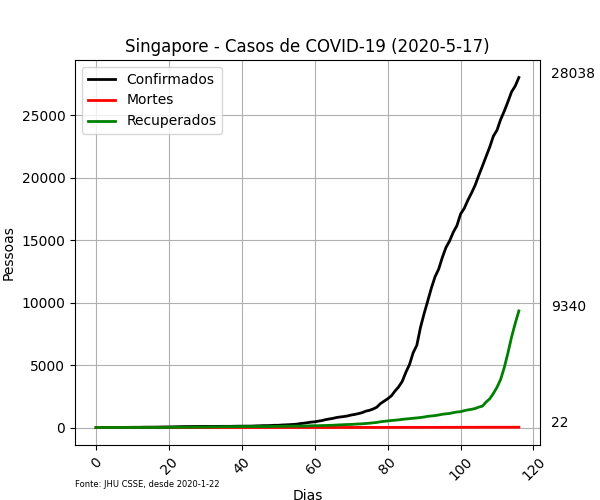 Singapore - Casos de COVID-19 (2020-5-17)
Confirmados
Mortes
Recuperados
28038
9340
22
Pessoas
25000
20000
15000
10000
5000
0
0 20 40 60 80 100 120
Dias
Fonte: JHU CSSE, desde 2020-1-22